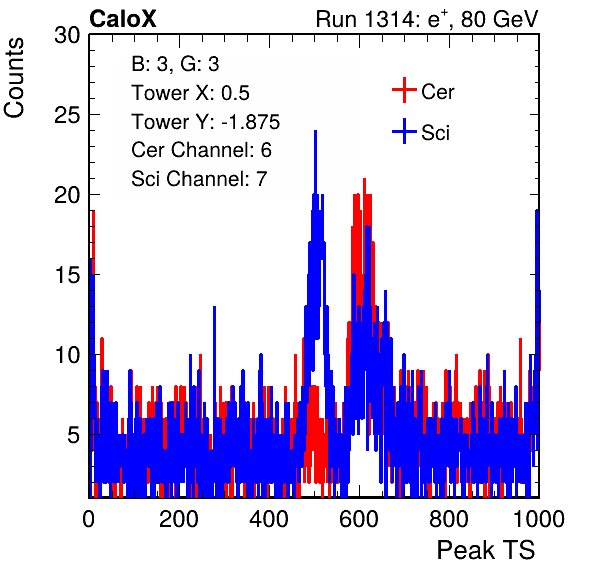 CaloX
Run 1314: e+, 80 GeV
Counts
30
25
20
15
10
5
B: 3, G: 3
Tower X: 0.5
Tower Y: -1.875
Cer Channel: 6
Sci Channel: 7
Cer
Sci
0 200 400 600 800 1000
Peak TS